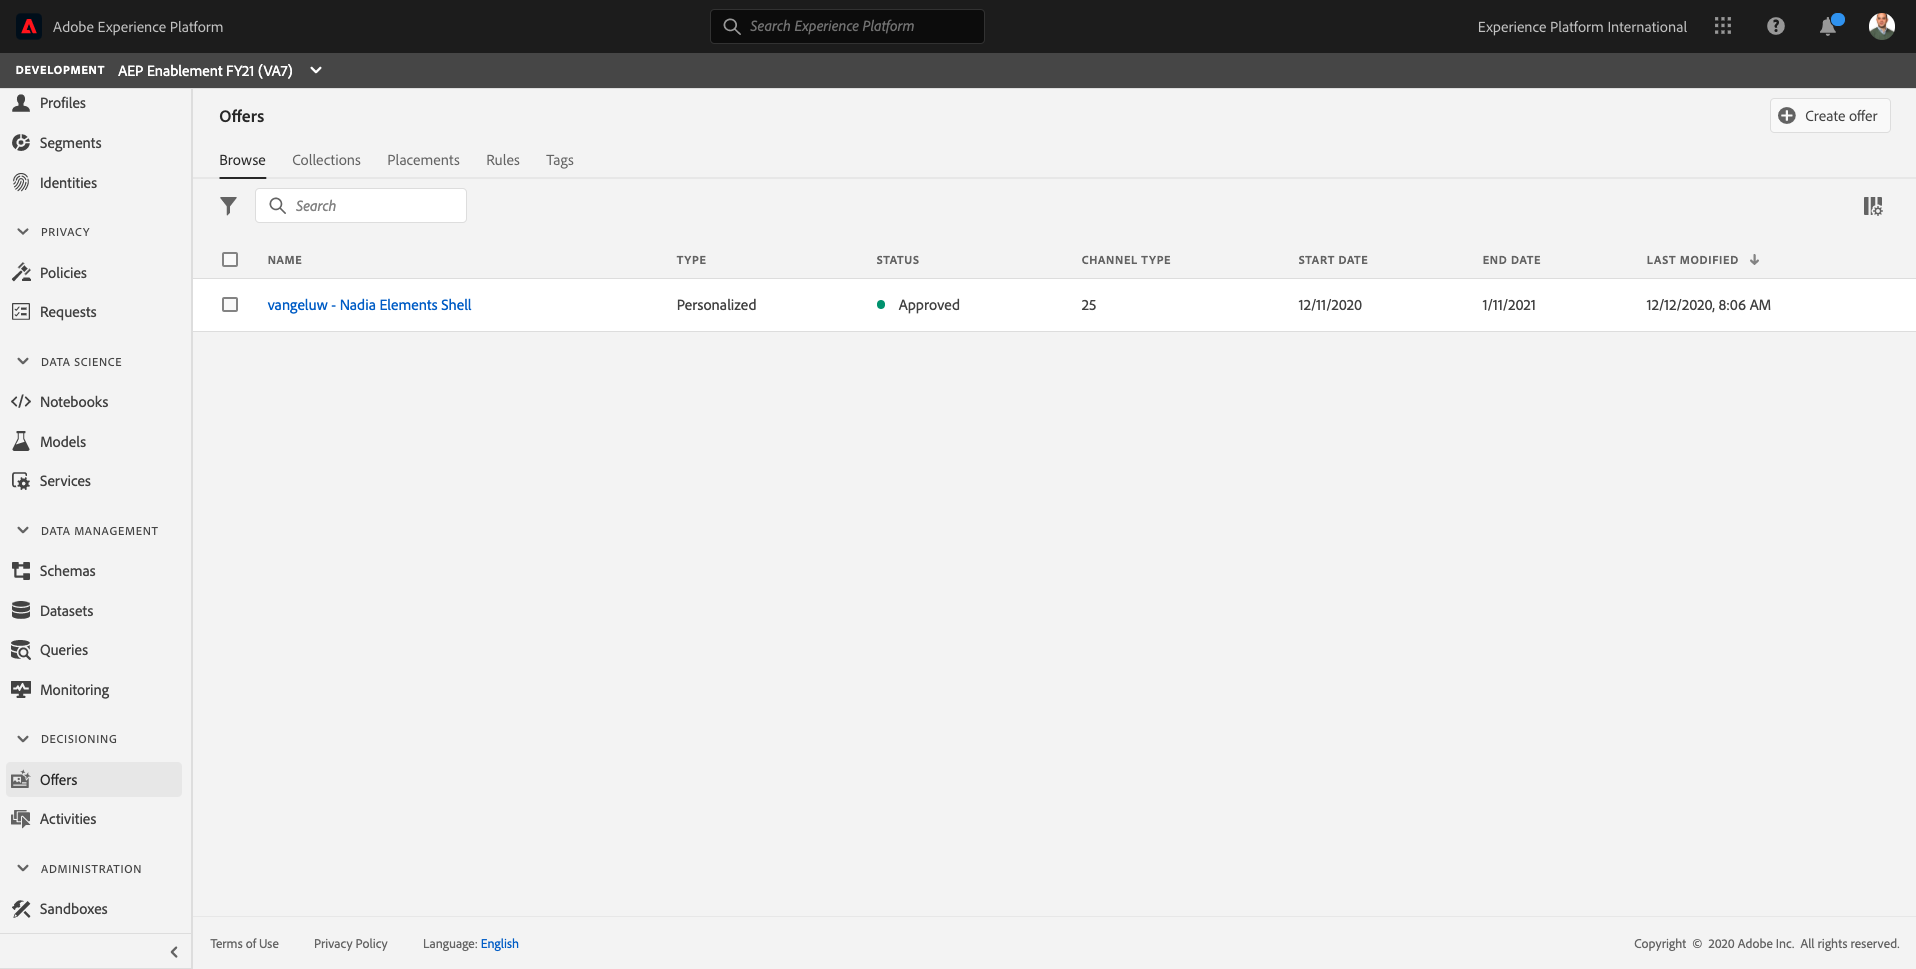 Adobe Experience Platform
Search Experience Platform
Experience Platform International
DEVELOPMENT AEP Enablement FY21 (VA7)
Profiles
Segments
Identities
PRIVACY
Policies
Requests
DATA SCIENCE
Notebooks
Models
Services
DATA MANAGEMENT
Schemas
Datasets
Queries
Monitoring
DECISIONING
Offers
Activities
ADMINISTRATION
Sandboxes
Offers
Create offer
Browse Collections Placements Rules Tags
Search
NAME TYPE STATUS CHANNEL TYPE START DATE END DATE LAST MODIFIED
vangeluw - Nadia Elements Shell Personalized Approved 25 12/11/2020 1/11/2021 12/12/2020, 8:06 AM
Terms of Use Privacy Policy Language: English
Copyright © 2020 Adobe Inc. All rights reserved.